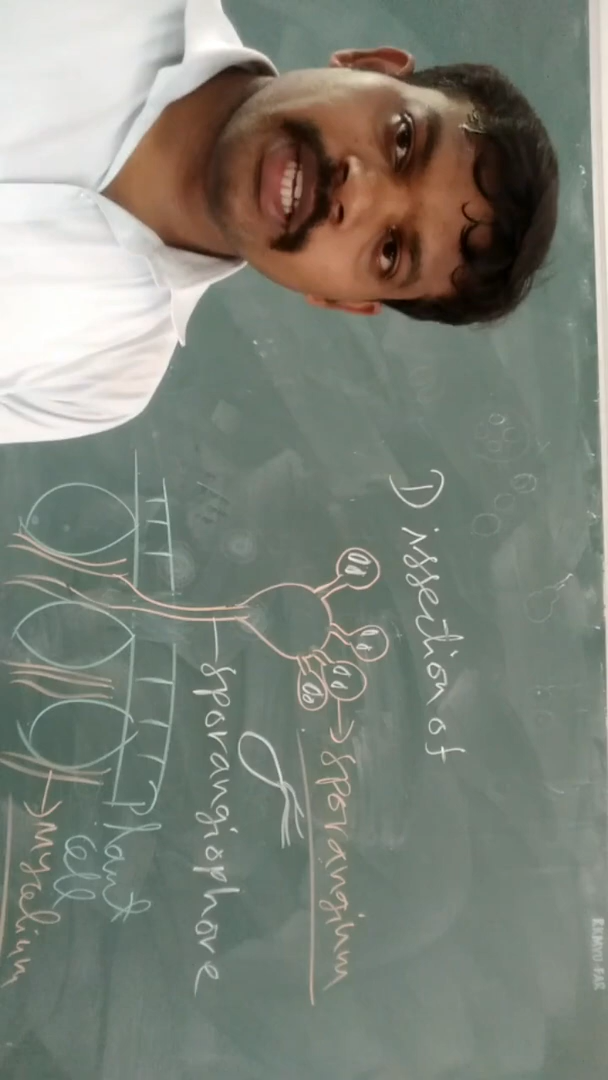 Dissection of
sporangium
sporangiophore
Plant
cell
Mycelium